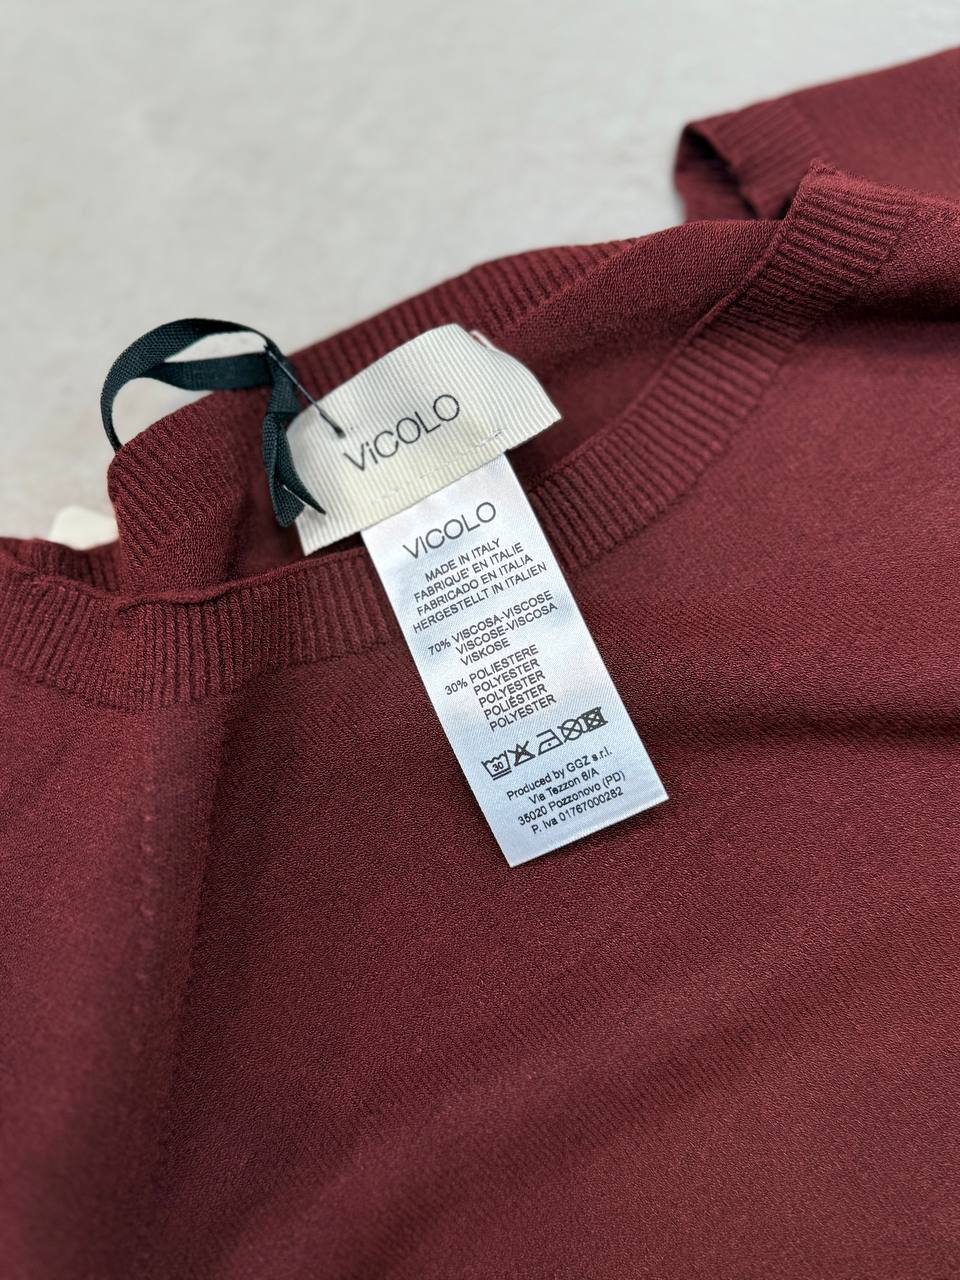 ViCOLO
VICOLO
MADE IN ITALY
FABRIQUE' EN ITALIE
FABRICADO EN ITALIA
HERGESTELLT IN ITALIEN
70% VISCOSA-VISCOSE
VISCOSE-VISCOSA
VISKOSE
30% POLIESTERE
POLYESTER
POLYESTER
POLIÉSTER
POLYESTER
30
Produced by GGZ s.r.l.
Via Tezzon 6/A
35020 Pozzonovo (PD)
P. Iva 01767000282